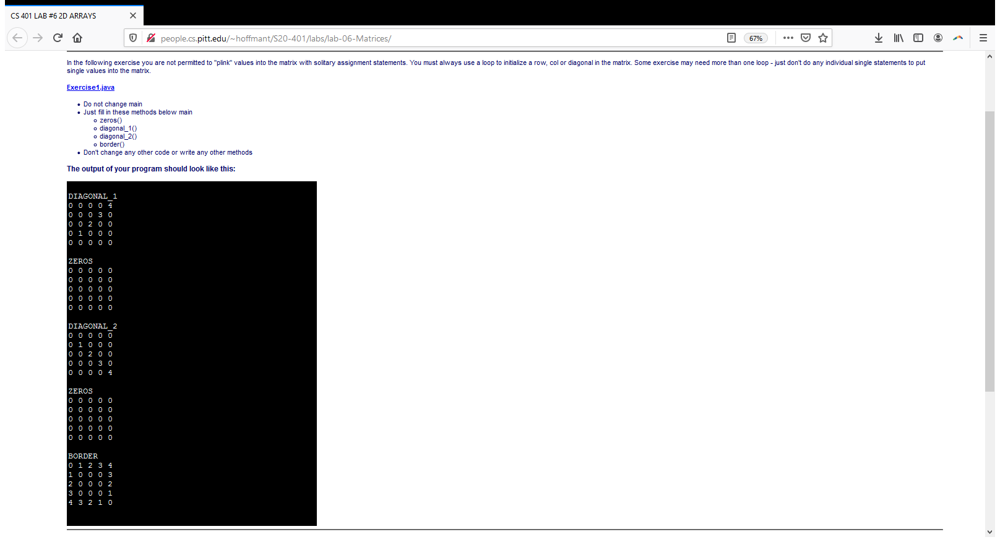 CS 401 LAB #6 2D ARRAYS
people.cs.pitt.edu/~hoffmant/S20-401/labs/lab-06-Matrices/
67%
In the following exercise you are not permitted to "plink" values into the matrix with solitary assignment statements. You must always use a loop to initialize a row, col or diagonal in the matrix. Some exercise may need more than one loop - just don't do any individual single statements to put
single values into the matrix.
Exercise1.java
Do not change main
Just fill in these methods below main
zeros()
diagonal_1()
diagonal_2()
border()
Don't change any other code or write any other methods
The output of your program should look like this:
DIAGONAL_1
0 0 0 0 4
0 0 0 3 0
0 0 2 0 0
0 1 0 0 0
0 0 0 0 0
ZEROS
0 0 0 0 0
0 0 0 0 0
0 0 0 0 0
0 0 0 0 0
0 0 0 0 0
DIAGONAL_2
0 0 0 0 0
0 1 0 0 0
0 0 2 0 0
0 0 0 3 0
0 0 0 0 4
ZEROS
0 0 0 0 0
0 0 0 0 0
0 0 0 0 0
0 0 0 0 0
0 0 0 0 0
BORDER
0 1 2 3 4
1 0 0 0 3
2 0 0 0 2
3 0 0 0 1
4 3 2 1 0